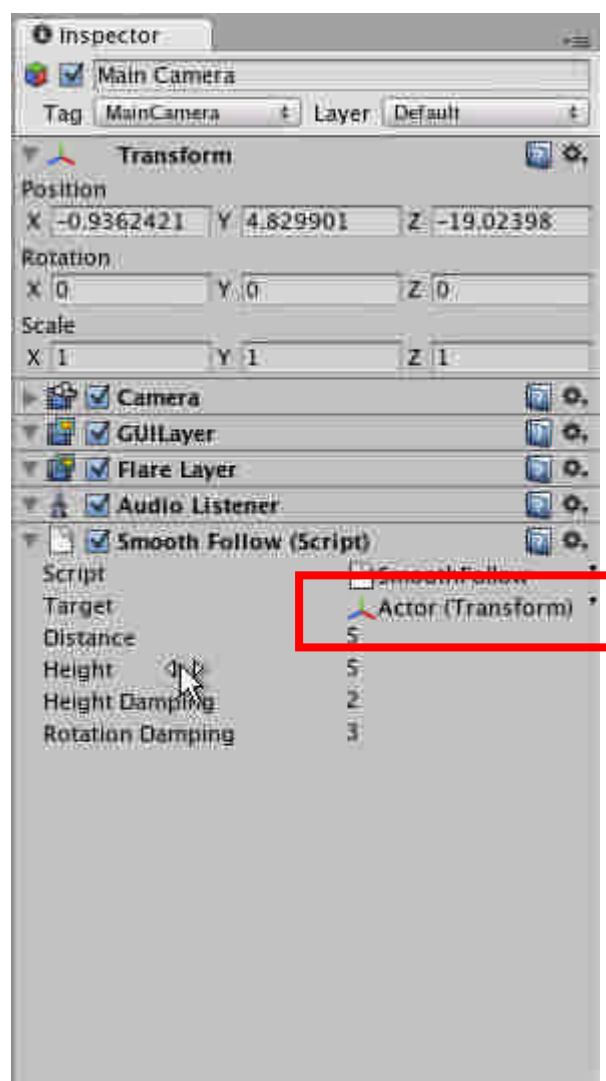 Inspector
Main Camera
Tag MainCamera Layer Default
Transform
Position
X -0.9362421 Y 4.829901 Z -19.02398
Rotation
X 0 Y 0 Z 0
Scale
X 1 Y 1 Z 1
Camera
GUILayer
Flare Layer
Audio Listener
Smooth Follow (Script)
Script SmoothFollow
Target Actor (Transform)
Distance 5
Height 5
Height Damping 2
Rotation Damping 3